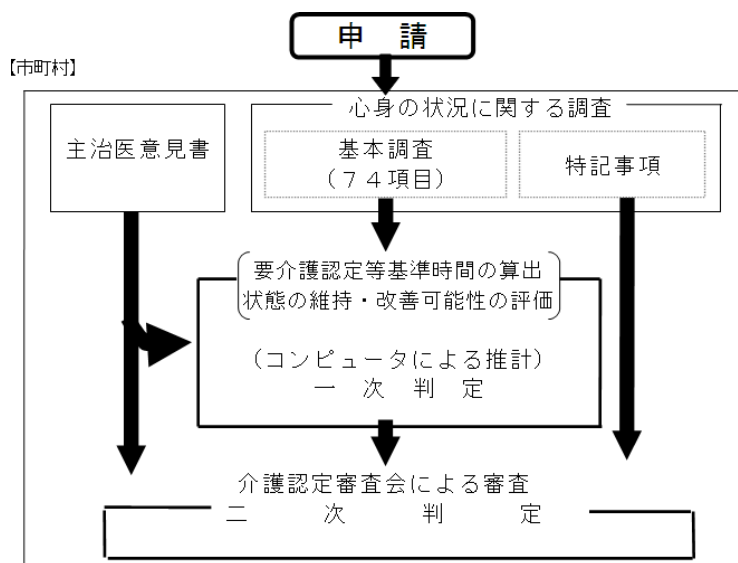 申　請
【市町村】
心身の状況に関する調査
主治医意見書
基本調査
（７４項目）
特記事項
要介護認定等基準時間の算出
状態の維持・改善可能性の評価
（コンピュータによる推計）
一　次　判　定
介護認定審査会による審査
二　次　判　定